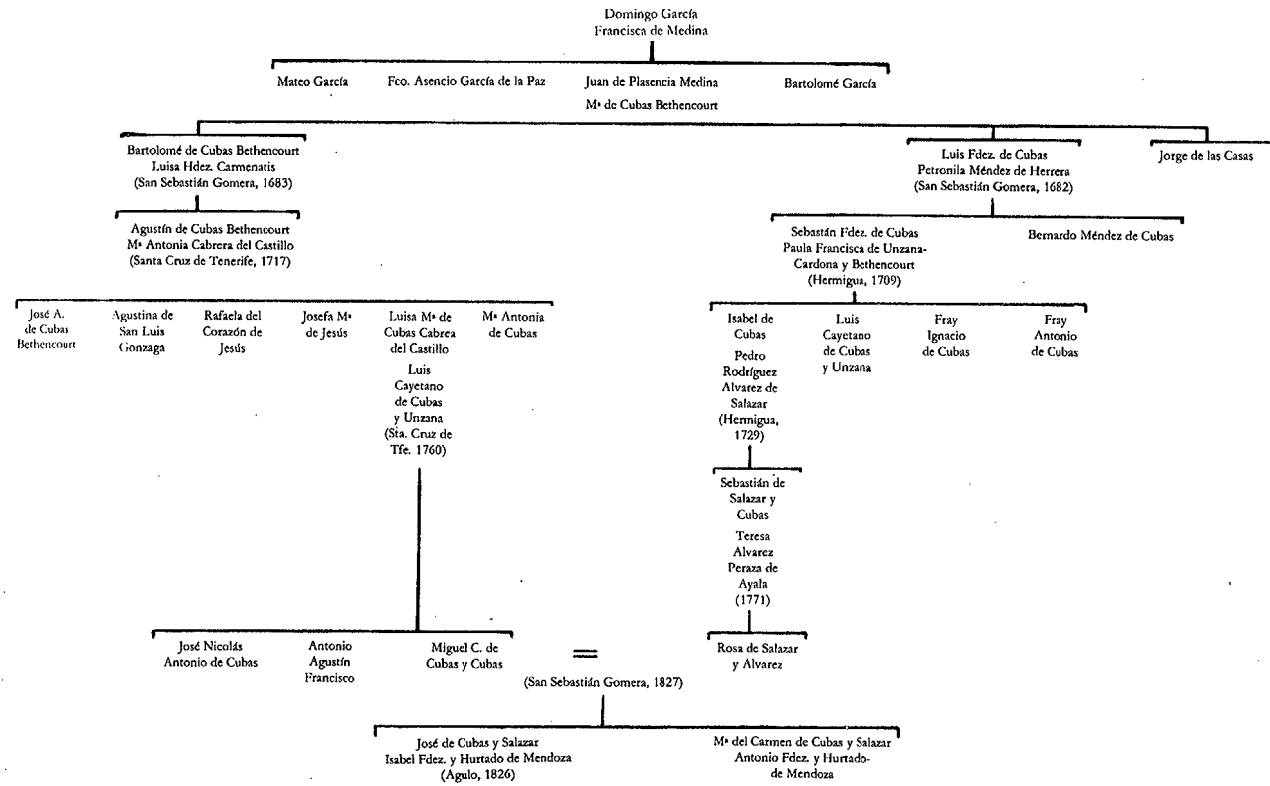 Domingo García
Francisca de Medina
Mateo García
Fco. Asencio García de la Paz
Juan de Plasencia Medina
Mª de Cubas Bethencourt
Bartolomé García
Bartolomé de Cubas Bethencourt
Luisa Hdez. Carmenatis
(San Sebastián Gomera, 1683)
Luis Fdez. de Cubas
Petronila Méndez de Herrera
(San Sebastián Gomera, 1682)
Jorge de las Casas
Agustín de Cubas Bethencourt
Mª Antonia Cabrera del Castillo
(Santa Cruz de Tenerife, 1717)
Sebastán Fdez. de Cubas
Paula Francisca de Unzana-
Cardona y Bethencourt
(Hermigua, 1709)
Bernardo Méndez de Cubas
José A.
de Cubas
Bethencourt
Agustina de
San Luis
Gonzaga
Rafaela del
Corazón de
Jesús
Josefa Mª
de Jesús
Luisa Mª de
Cubas Cabrea
del Castillo
Luis
Cayetano
de Cubas
y Unzana
(Sta. Cruz de
Tfe. 1760)
Mª Antonia
de Cubas
Isabel de
Cubas
Pedro
Rodríguez
Alvarez de
Salazar
(Hermigua,
1729)
Luis
Cayetano
de Cubas
y Unzana
Fray
Ignacio
de Cubas
Fray
Antonio
de Cubas
Sebastián de
Salazar y
Cubas
Teresa
Alvarez
Peraza de
Ayala
(1771)
José Nicolás
Antonio de Cubas
Antonio
Agustín
Francisco
Miguel C. de
Cubas y Cubas
=
Rosa de Salazar
y Alvarez
(San Sebastián Gomera, 1827)
José de Cubas y Salazar
Isabel Fdez. y Hurtado de Mendoza
(Agulo, 1826)
Mª del Carmen de Cubas y Salazar
Antonio Fdez. y Hurtado-
de Mendoza